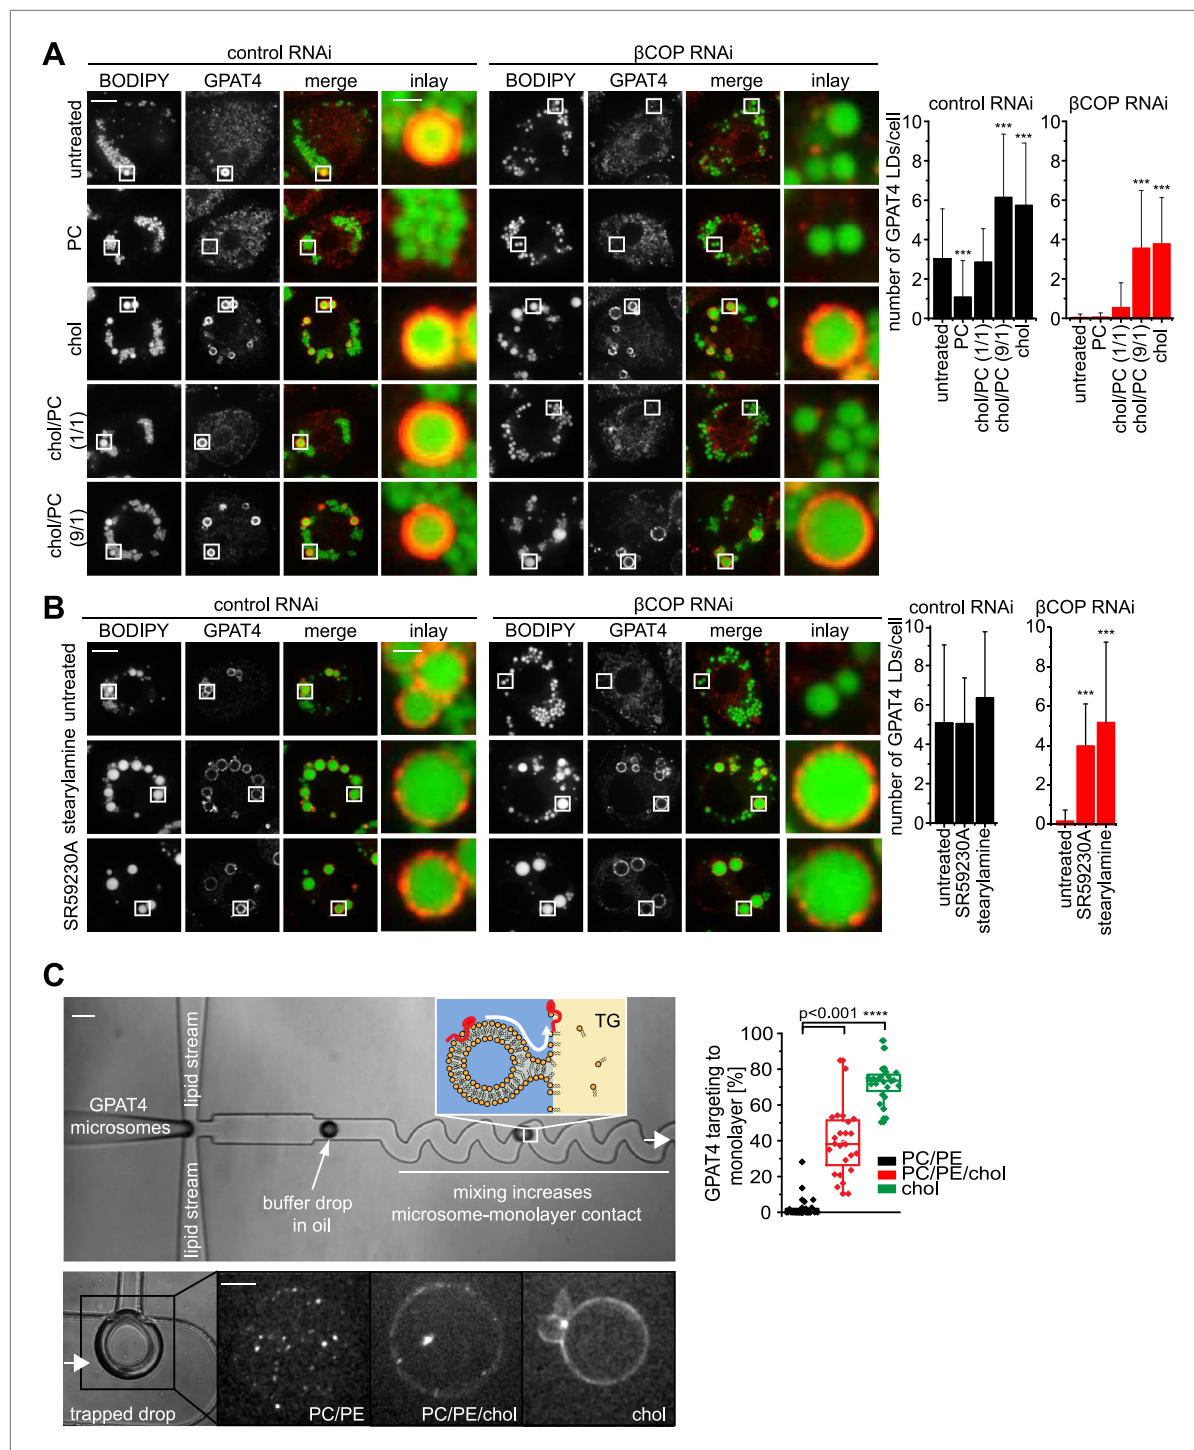 A
control RNAi
βCOP RNAi
BODIPY GPAT4 merge inlay
BODIPY GPAT4 merge inlay
untreated
PC
chol
chol/PC
(1/1)
chol/PC
(9/1)
control RNAi
βCOP RNAi
number of GPAT4 LDs/cell
10
8
6
4
2
0
***
***
***
untreated
PC
chol/PC (1/1)
chol/PC (9/1)
chol
10
8
6
4
2
0
***
***
untreated
PC
chol/PC (1/1)
chol/PC (9/1)
chol
B
control RNAi
βCOP RNAi
BODIPY GPAT4 merge inlay
BODIPY GPAT4 merge inlay
untreated
stearylamine
SR59230A
control RNAi
βCOP RNAi
number of GPAT4 LDs/cell
10
8
6
4
2
0
untreated
SR59230A
stearylamine
10
8
6
4
2
0
***
***
untreated
SR59230A
stearylamine
C
lipid stream
GPAT4
microsomes
lipid stream
buffer drop
in oil
TG
mixing increases
microsome-monolayer contact
trapped drop
PC/PE
PC/PE/chol
chol
GPAT4 targeting to
monolayer [%]
100
80
60
40
20
0
p<0.001
****
PC/PE
PC/PE/chol
chol